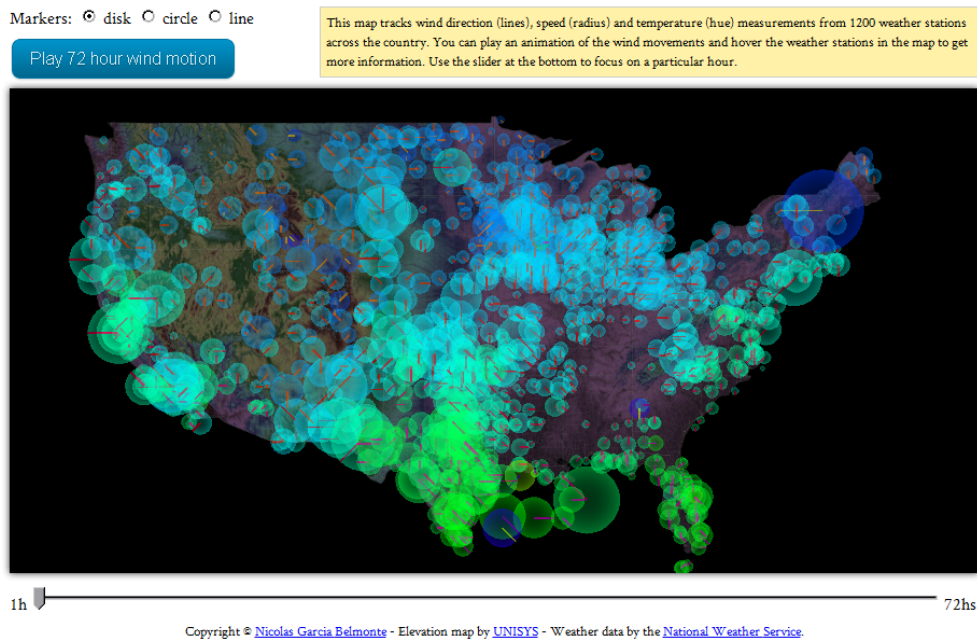 Markers: disk circle line
Play 72 hour wind motion
This map tracks wind direction (lines), speed (radius) and temperature (hue) measurements from 1200 weather stations
across the country. You can play an animation of the wind movements and hover the weather stations in the map to get
more information. Use the slider at the bottom to focus on a particular hour.
1h 72hs
Copyright © Nicolas Garcia Belmonte - Elevation map by UNISYS - Weather data by the National Weather Service.